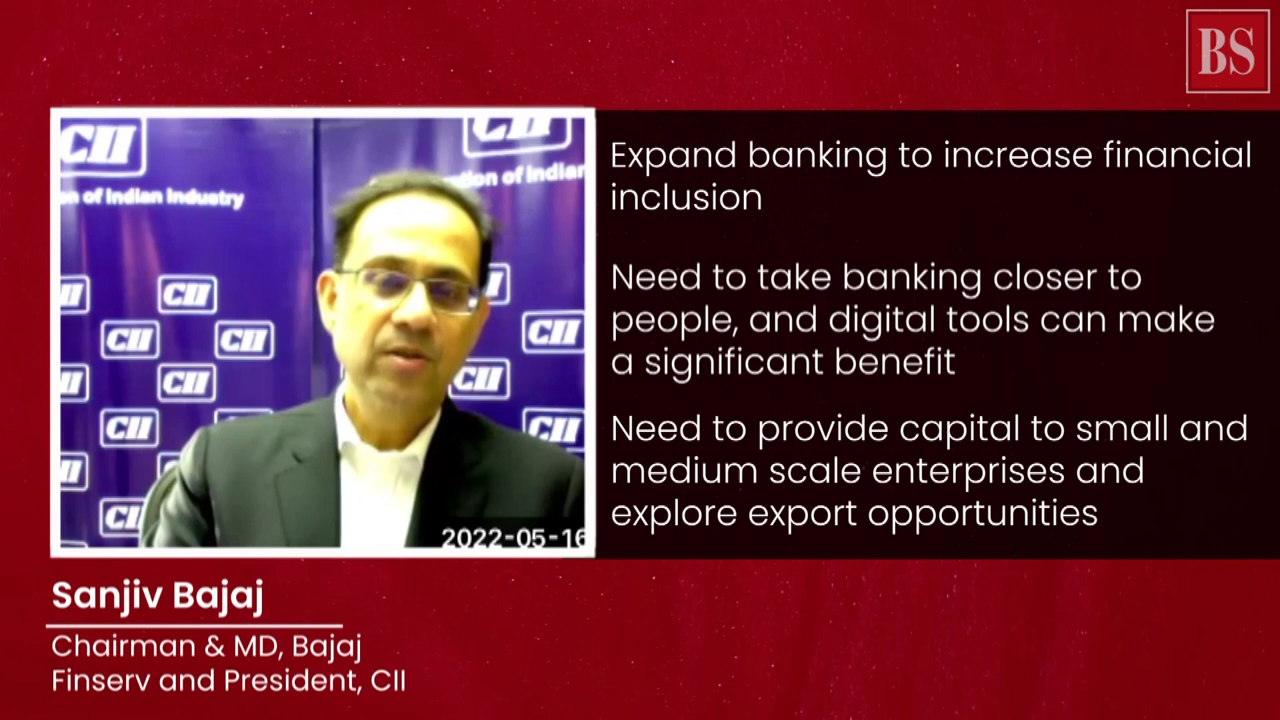 BS
CII
CII
n of Indian Industry
tion of Indian
CII
CII
CII
CII
CII
CII
CII
CII
CII
2022-05-16
Expand banking to increase financial
inclusion
Need to take banking closer to
people, and digital tools can make
a significant benefit
Need to provide capital to small and
medium scale enterprises and
explore export opportunities
Sanjiv Bajaj
Chairman & MD, Bajaj
Finserv and President, CII